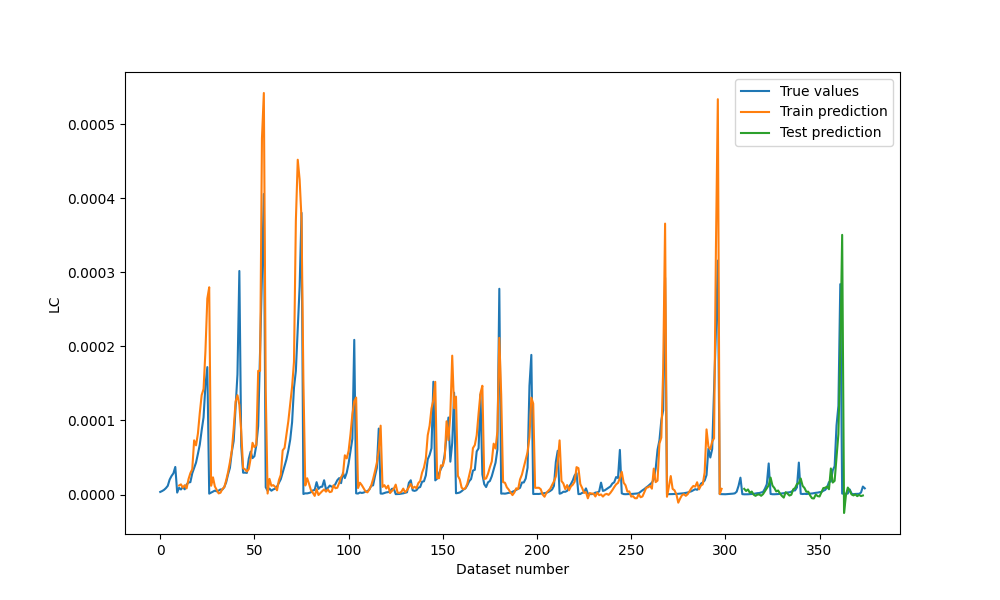 True values
Train prediction
Test prediction
0.0005
0.0004
0.0003
0.0002
0.0001
0.0000
LC
0 50 100 150 200 250 300 350
Dataset number